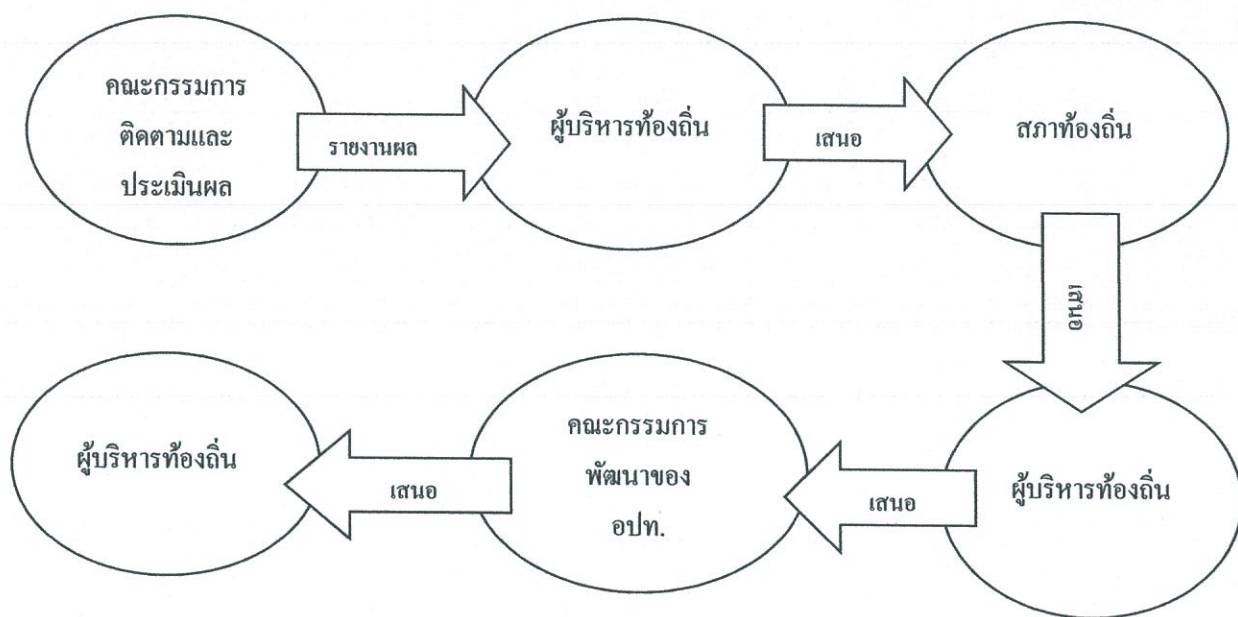 คณะกรรมการ
ติดตามและ
ประเมินผล
รายงานผล
ผู้บริหารท้องถิ่น
เสนอ
สภาท้องถิ่น
เสนอ
ผู้บริหารท้องถิ่น
เสนอ
คณะกรรมการ
พัฒนาของ
อปท.
เสนอ
ผู้บริหารท้องถิ่น